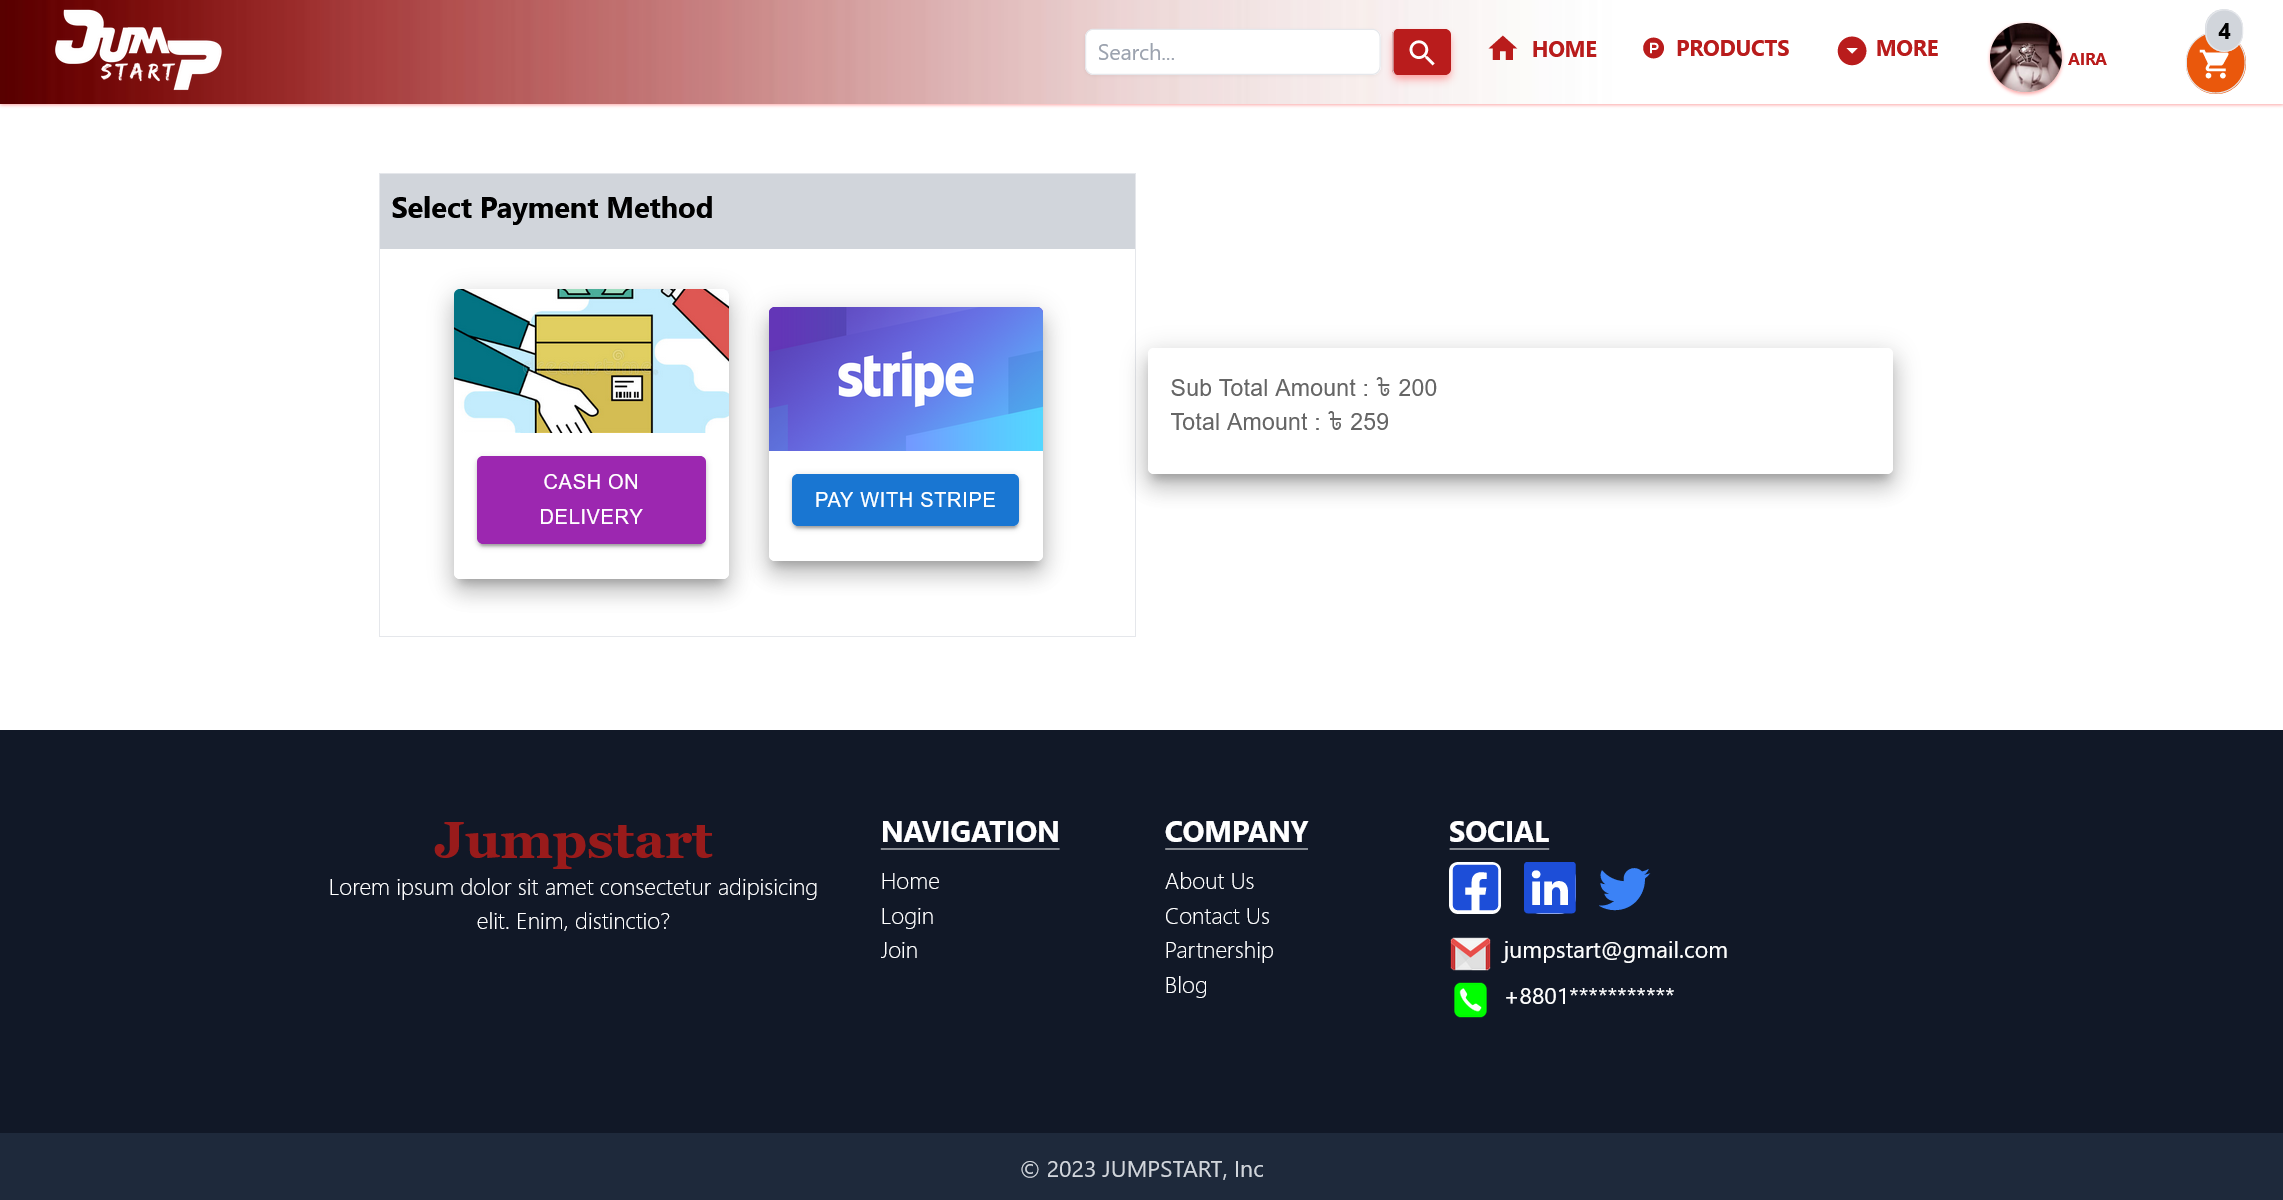 JUMP
START
Search...
HOME
PRODUCTS
MORE
AIRA
4
Select Payment Method
stripe
CASH ON
DELIVERY
PAY WITH STRIPE
Sub Total Amount : ৳ 200
Total Amount : ৳ 259
Jumpstart
Lorem ipsum dolor sit amet consectetur adipisicing
elit. Enim, distinctio?
NAVIGATION
Home
Login
Join
COMPANY
About Us
Contact Us
Partnership
Blog
SOCIAL
jumpstart@gmail.com
+8801***********
© 2023 JUMPSTART, Inc